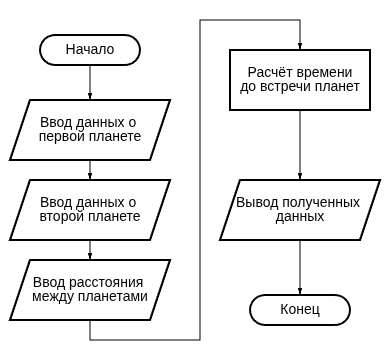 Начало
Ввод данных о
первой планете
Ввод данных о
второй планете
Ввод расстояния
между планетами
Расчёт времени
до встречи планет
Вывод полученных
данных
Конец